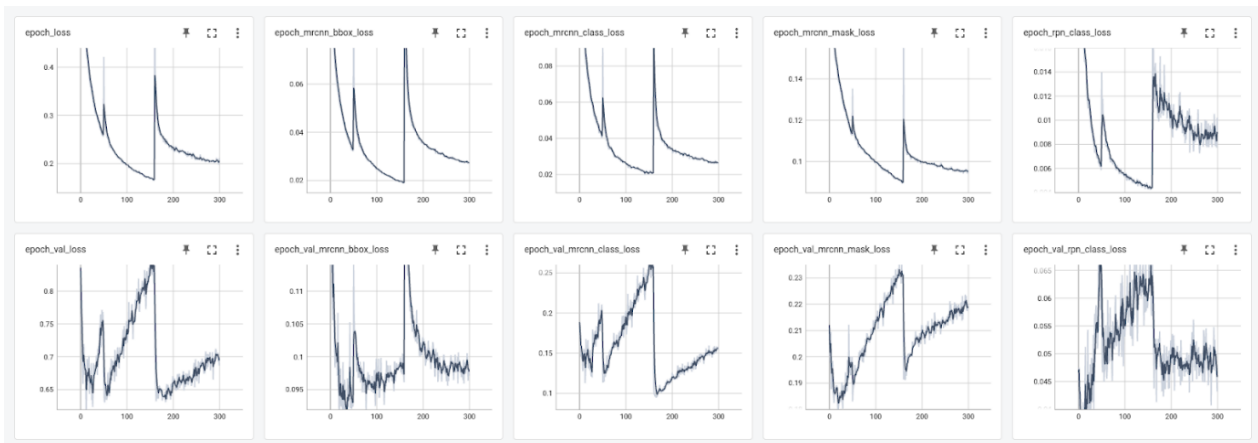 epoch_loss
0.4
0.3
0.2
0 100 200 300
epoch_mrcnn_bbox_loss
0.06
0.04
0.02
0 100 200 300
epoch_mrcnn_class_loss
0.08
0.06
0.04
0.02
0 100 200 300
epoch_mrcnn_mask_loss
0.14
0.12
0.1
0 100 200 300
epoch_rpn_class_loss
0.014
0.012
0.01
0.008
0.006
0 100 200 300
epoch_val_loss
0.8
0.75
0.7
0.65
0 100 200 300
epoch_val_mrcnn_bbox_loss
0.11
0.105
0.1
0.095
0 100 200 300
epoch_val_mrcnn_class_loss
0.25
0.2
0.15
0.1
0 100 200 300
epoch_val_mrcnn_mask_loss
0.23
0.22
0.21
0.2
0.19
0 100 200 300
epoch_val_rpn_class_loss
0.065
0.06
0.055
0.05
0.045
0 100 200 300